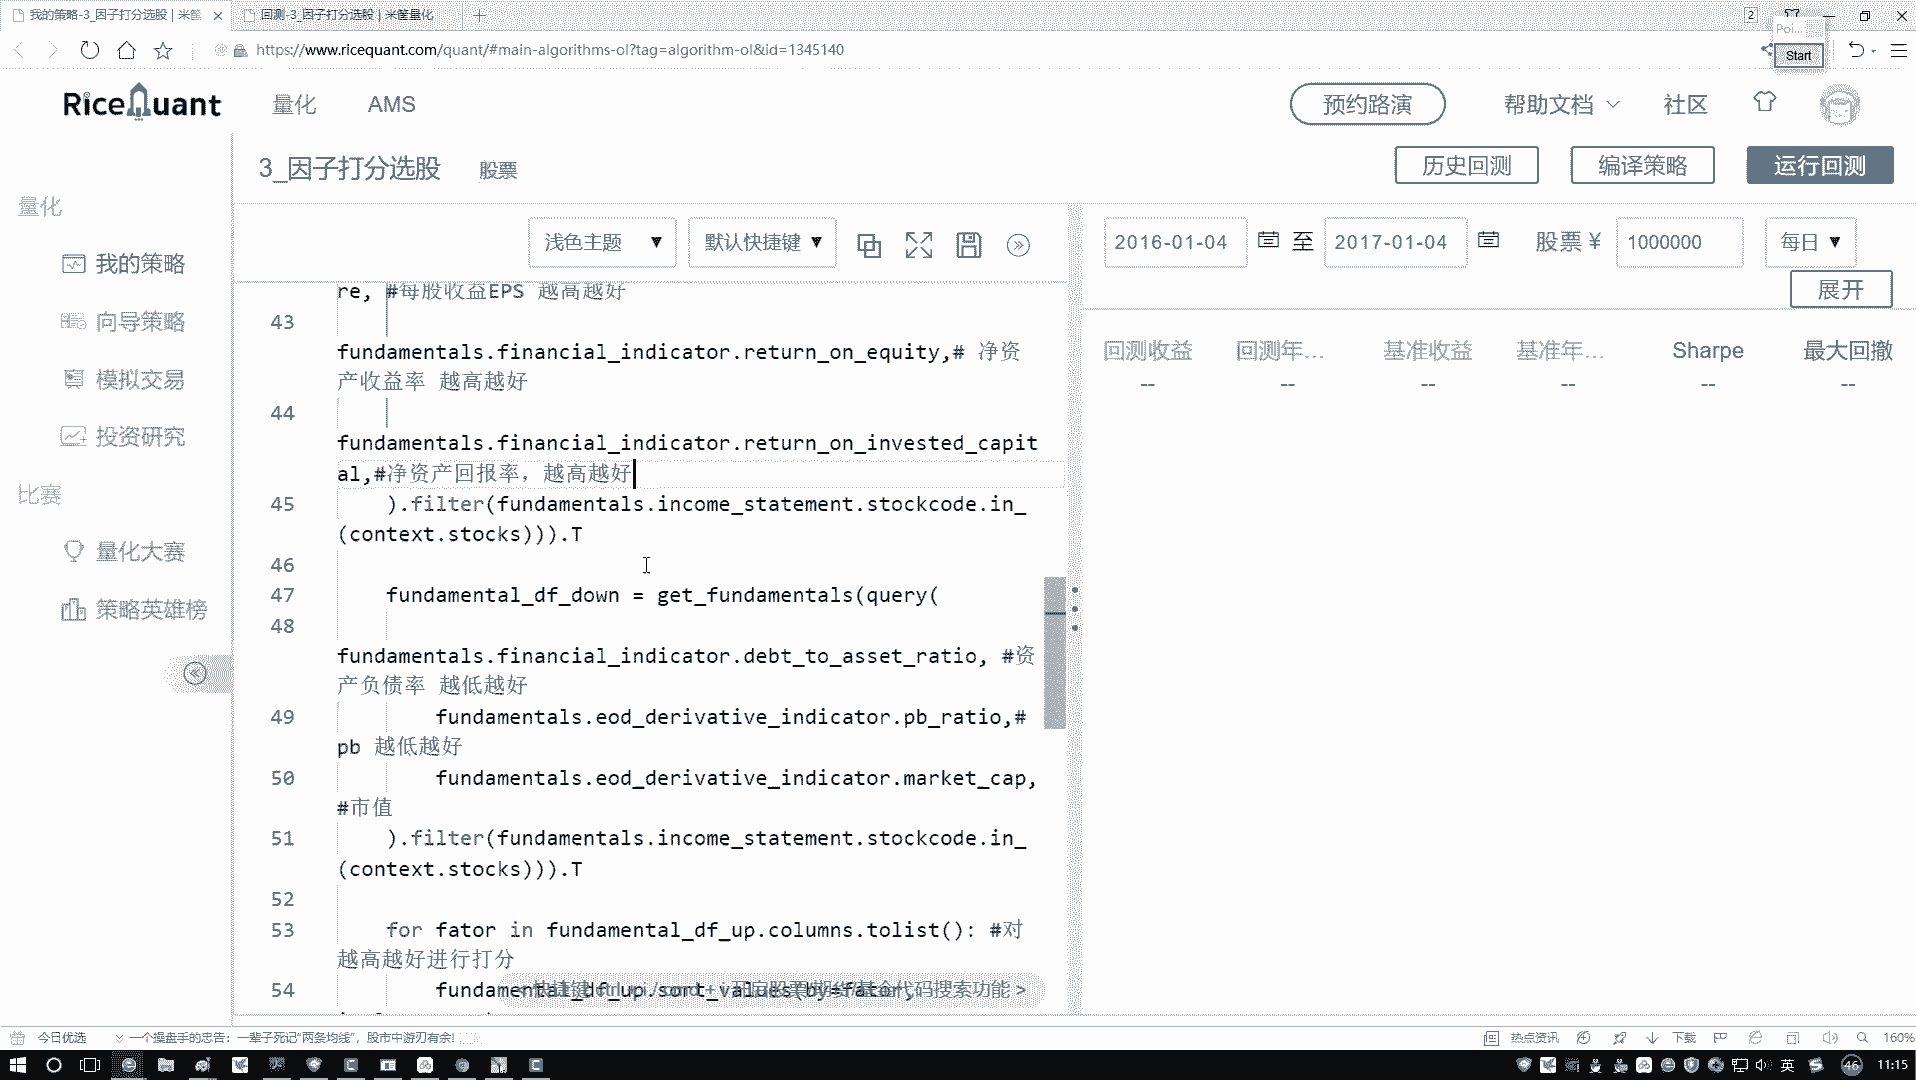 我的策略-3_因子打分选股 | 米筐
回测-3_因子打分选股 | 米筐量化
2
Poi...
https://www.ricequant.com/quant/#main-algorithms-ol?tag=algorithm-ol&id=1345140
Start
RiceQuant
量化
AMS
预约路演
帮助文档
社区
3_因子打分选股
股票
历史回测
编译策略
运行回测
量化
我的策略
向导策略
模拟交易
投资研究
比赛
量化大赛
策略英雄榜
浅色主题 ▼
默认快捷键 ▼
2016-01-04
至
2017-01-04
股票 ¥
1000000
每日 ▼
展开
回测收益
回测年...
基准收益
基准年...
Sharpe
最大回撤
-- -- -- -- -- --
re, #每股收益EPS 越高越好
43
fundamentals.financial_indicator.return_on_equity,# 净资
产收益率 越高越好
44
fundamentals.financial_indicator.return_on_invested_capit
al,#净资产回报率，越高越好
45 ).filter(fundamentals.income_statement.stockcode.in_
(context.stocks))).T
46
47 fundamental_df_down = get_fundamentals(query(
48
fundamentals.financial_indicator.debt_to_asset_ratio, #资
产负债率 越低越好
49 fundamentals.eod_derivative_indicator.pb_ratio,#
pb 越低越好
50 fundamentals.eod_derivative_indicator.market_cap,
#市值
51 ).filter(fundamentals.income_statement.stockcode.in_
(context.stocks))).T
52
53 for fator in fundamental_df_up.columns.tolist(): #对
越高越好进行打分
54 fundamental_df_up.sort_values(by=fator,
今日优选
一个操盘手的忠告：一辈子死记“两条均线”，股市中游刃有余!
热点资讯
下载
160%
英
46
11:15